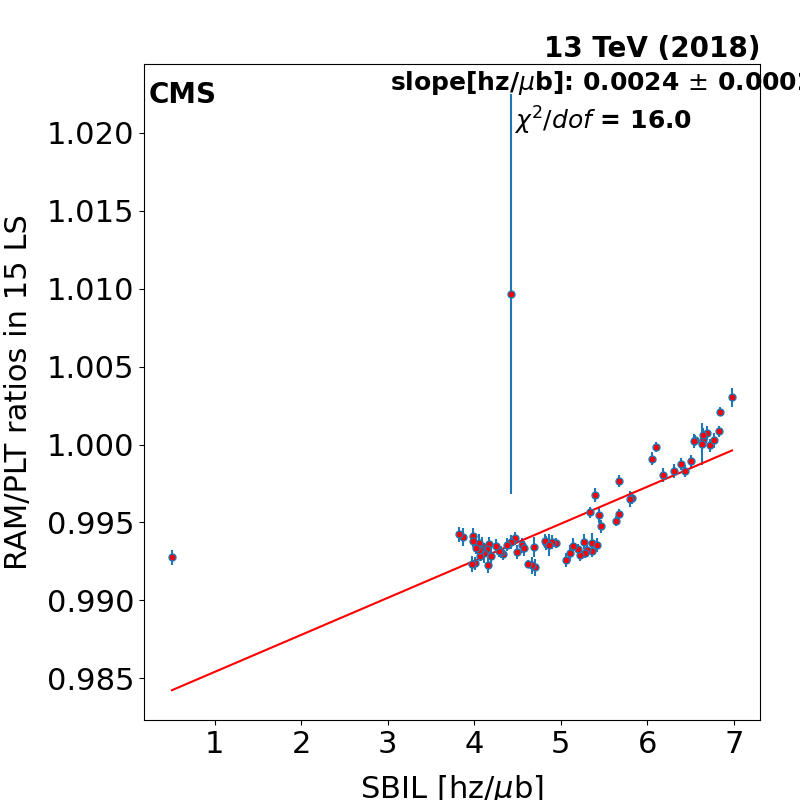 13 TeV (2018)
CMS
slope[hz/μb]: 0.0024 ± 0.000
χ²/dof = 16.0
1.020
1.015
1.010
1.005
1.000
0.995
0.990
0.985
RAM/PLT ratios in 15 LS
1 2 3 4 5 6 7
SBIL [hz/μb]